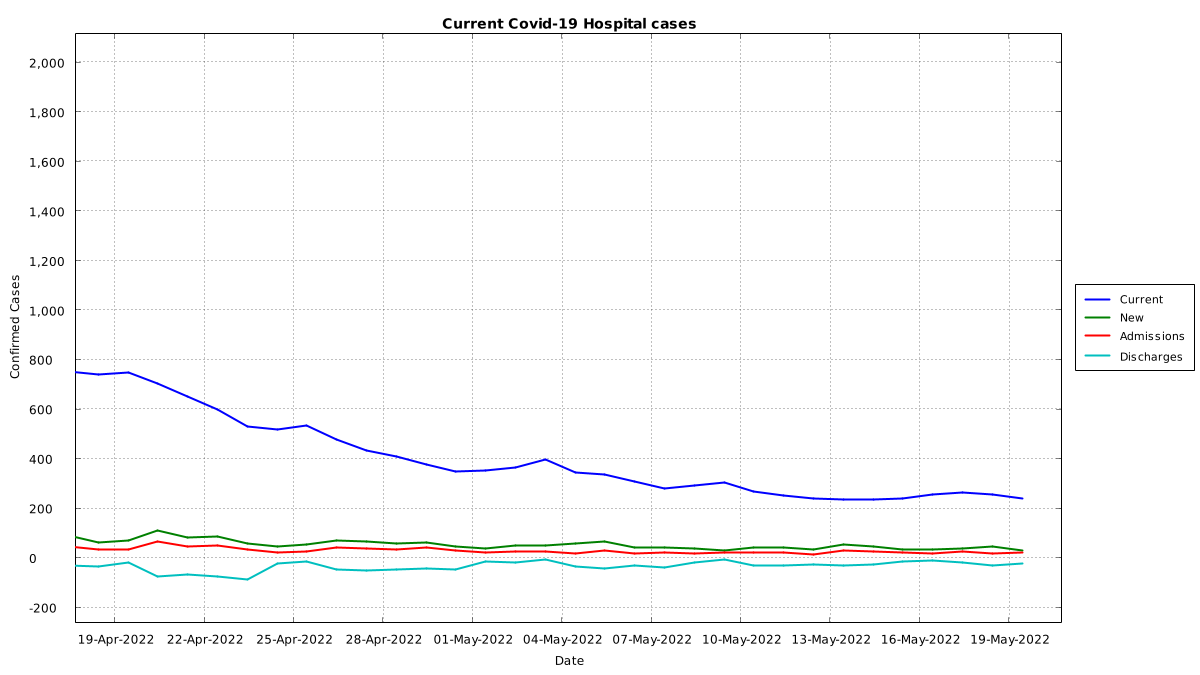 Current Covid-19 Hospital cases
2,000
1,800
1,600
1,400
1,200
1,000
800
600
400
200
0
-200
Confirmed Cases
19-Apr-2022 22-Apr-2022 25-Apr-2022 28-Apr-2022 01-May-2022 04-May-2022 07-May-2022 10-May-2022 13-May-2022 16-May-2022 19-May-2022
Date
Current
New
Admissions
Discharges